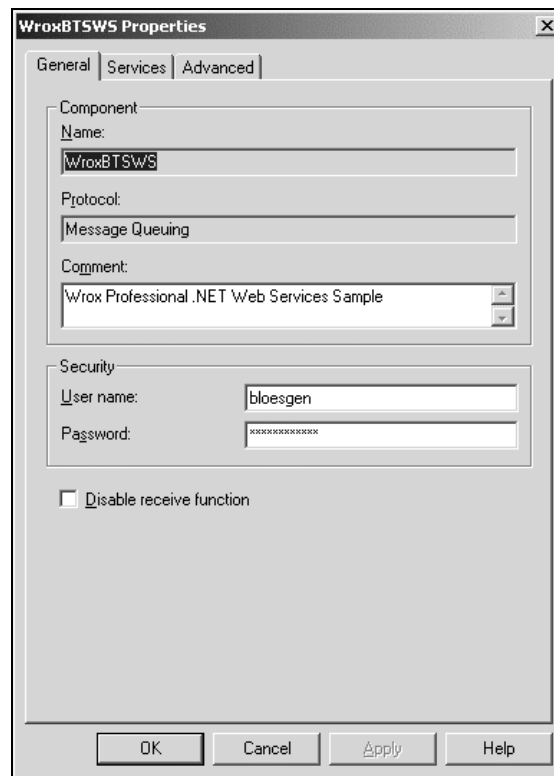 WroxBTSWS Properties
General Services Advanced
Component
Name:
WroxBTSWS
Protocol:
Message Queuing
Comment:
Wrox Professional .NET Web Services Sample
Security
User name: bloesgen
Password: ************
Disable receive function
OK Cancel Apply Help